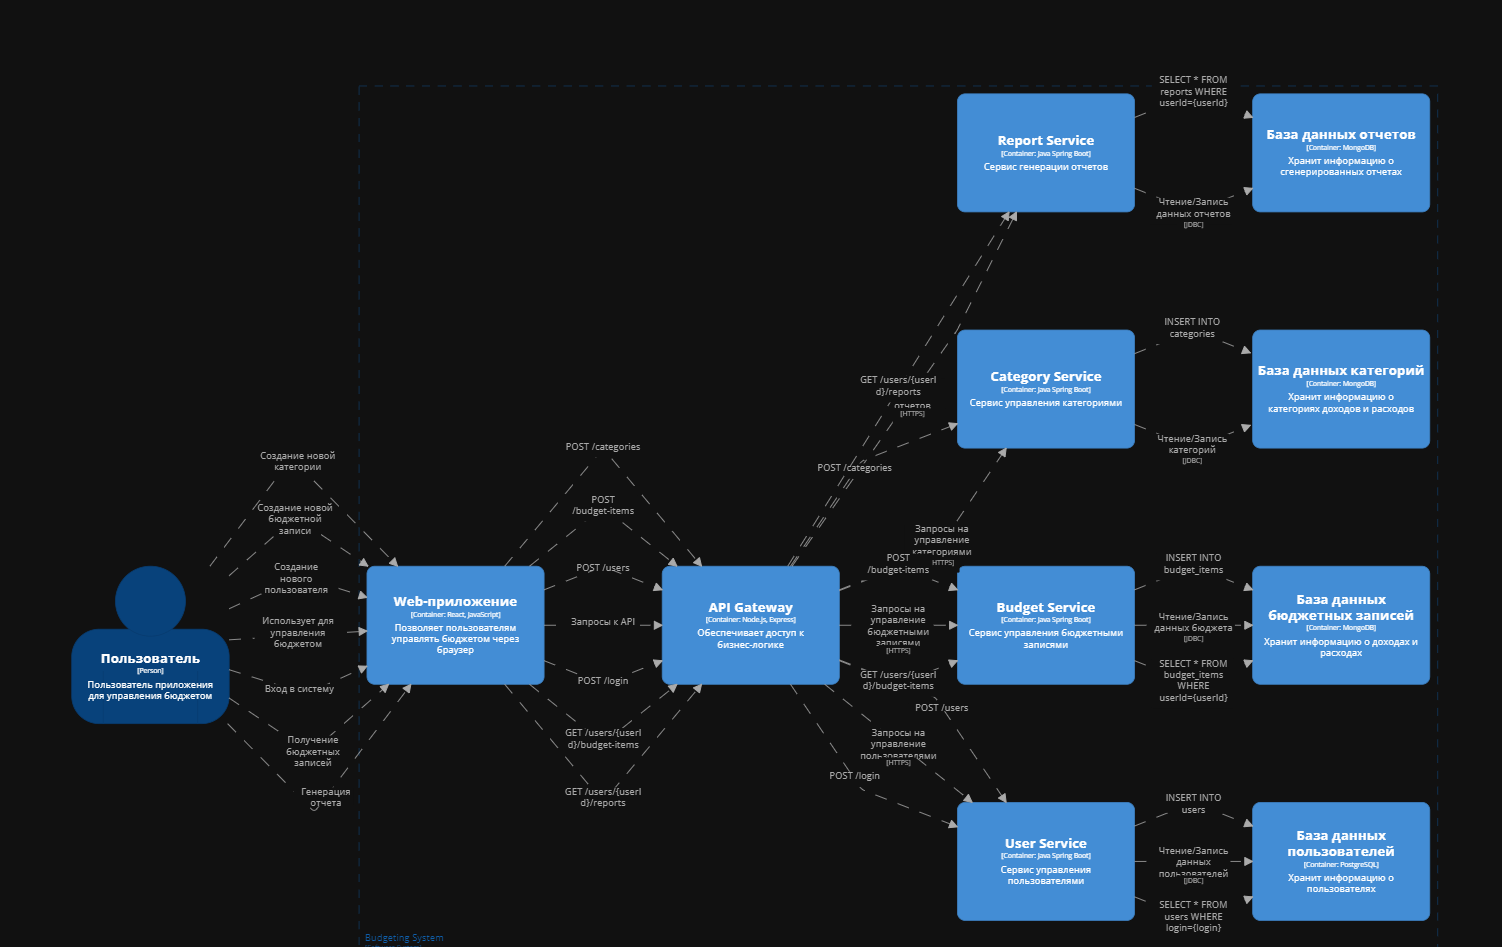 SELECT * FROM
reports WHERE
userId={userId}
Report Service
[Container: Java Spring Boot]
Сервис генерации отчетов
База данных отчетов
[Container: MongoDB]
Хранит информацию о
сгенерированных отчетах
Чтение/Запись
данных отчетов
[JDBC]
INSERT INTO
categories
Category Service
[Container: Java Spring Boot]
Сервис управления категориями
База данных категорий
[Container: MongoDB]
Хранит информацию о
категориях доходов и расходов
GET /users/{userI
d}/reports
отчетов
[HTTPS]
Чтение/Запись
категорий
[JDBC]
POST /categories
Создание новой
категории
POST /categories
Создание новой
бюджетной
записи
POST
/budget-items
Запросы на
управление
категориями
[HTTPS]
POST
/budget-items
INSERT INTO
budget_items
Создание
нового
пользователя
POST /users
Web-приложение
[Container: React, JavaScript]
Позволяет пользователям
управлять бюджетом через
браузер
API Gateway
[Container: Node.js, Express]
Обеспечивает доступ к
бизнес-логике
Budget Service
[Container: Java Spring Boot]
Сервис управления бюджетными
записями
База данных
бюджетных записей
[Container: MongoDB]
Хранит информацию о доходах и
расходах
Использует для
управления
бюджетом
Запросы к API
Запросы на
управление
бюджетными
записями
[HTTPS]
Чтение/Запись
данных бюджета
[JDBC]
Пользователь
[Person]
Пользователь приложения
для управления бюджетом
Вход в систему
POST /login
GET /users/{userI
d}/budget-items
SELECT * FROM
budget_items
WHERE
userId={userId}
POST /users
Получение
бюджетных
записей
GET /users/{userI
d}/budget-items
Запросы на
управление
пользователями
[HTTPS]
POST /login
Генерация
отчета
GET /users/{userI
d}/reports
INSERT INTO
users
User Service
[Container: Java Spring Boot]
Сервис управления
пользователями
База данных
пользователей
[Container: PostgreSQL]
Хранит информацию о
пользователях
Чтение/Запись
данных
пользователей
[JDBC]
SELECT * FROM
users WHERE
login={login}
Budgeting System